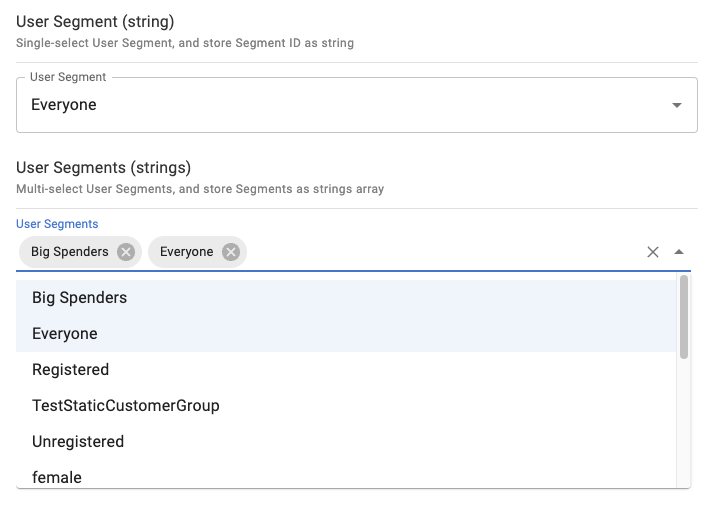 User Segment (string)
Single-select User Segment, and store Segment ID as string
User Segment
Everyone
User Segments (strings)
Multi-select User Segments, and store Segments as strings array
User Segments
Big Spenders Everyone
Big Spenders
Everyone
Registered
TestStaticCustomerGroup
Unregistered
female